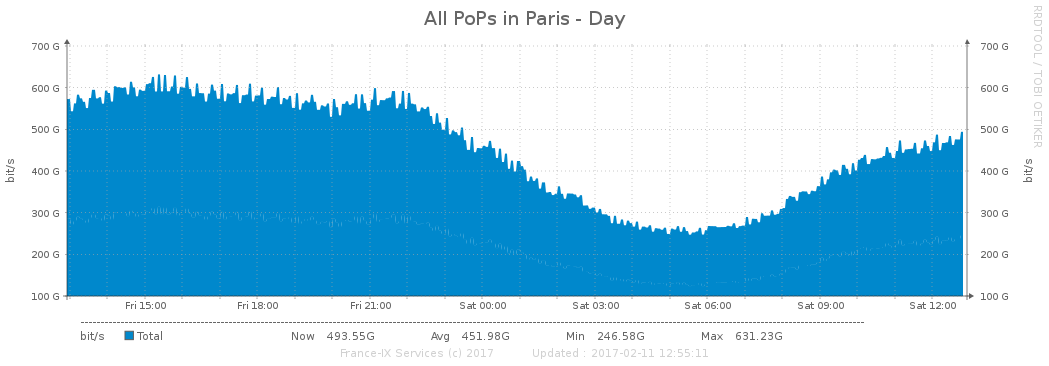 All PoPs in Paris - Day
RRDTOOL / TOBI OETIKER
bit/s
bit/s
700 G 700 G
600 G 600 G
500 G 500 G
400 G 400 G
300 G 300 G
200 G 200 G
100 G 100 G
Fri 15:00 Fri 18:00 Fri 21:00 Sat 00:00 Sat 03:00 Sat 06:00 Sat 09:00 Sat 12:00
bit/s Total Now 493.55G Avg 451.98G Min 246.58G Max 631.23G
France-IX Services (c) 2017 Updated : 2017-02-11 12:55:11